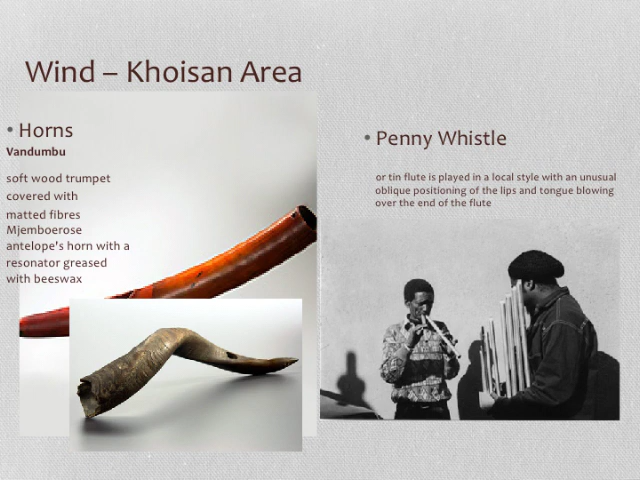 Wind – Khoisan Area
• Horns
Vandumbu
soft wood trumpet
covered with
matted fibres
Mjemboerose
antelope's horn with a
resonator greased
with beeswax
• Penny Whistle
or tin flute is played in a local style with an unusual
oblique positioning of the lips and tongue blowing
over the end of the flute